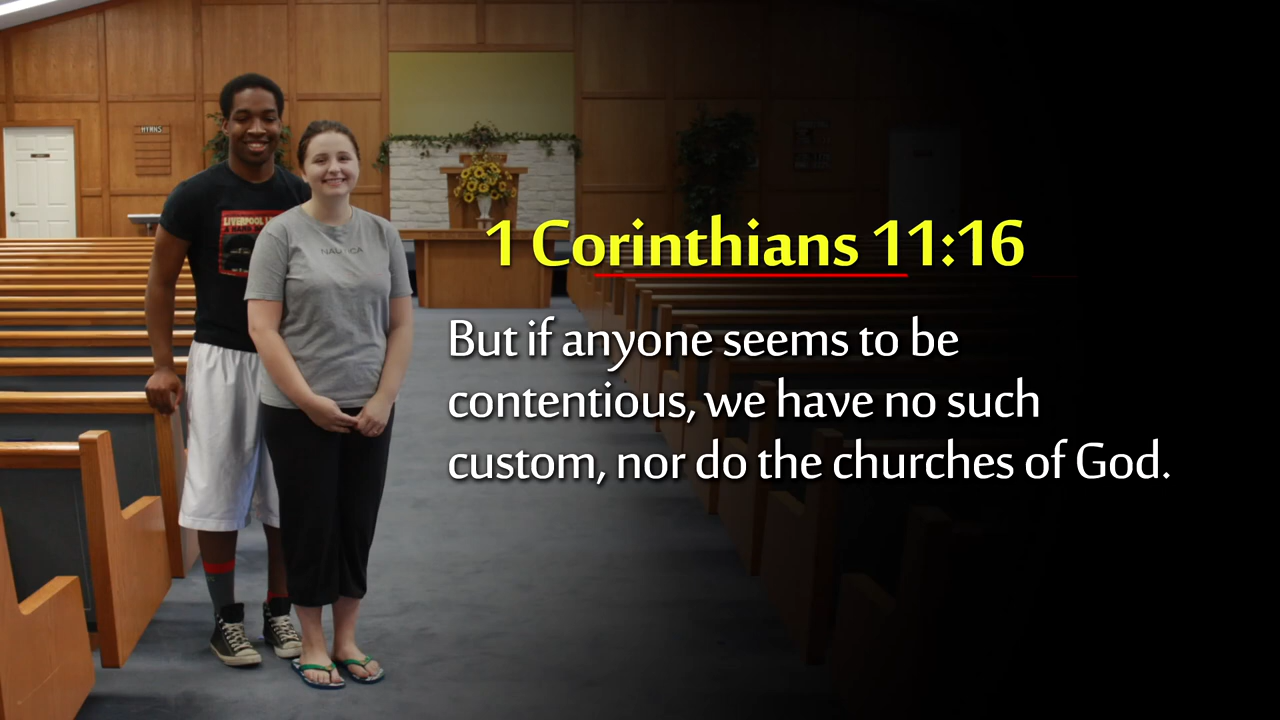 HYMNS
LIVERPOOL
NAUTICA
1 Corinthians 11:16
But if anyone seems to be
contentious, we have no such
custom, nor do the churches of God.